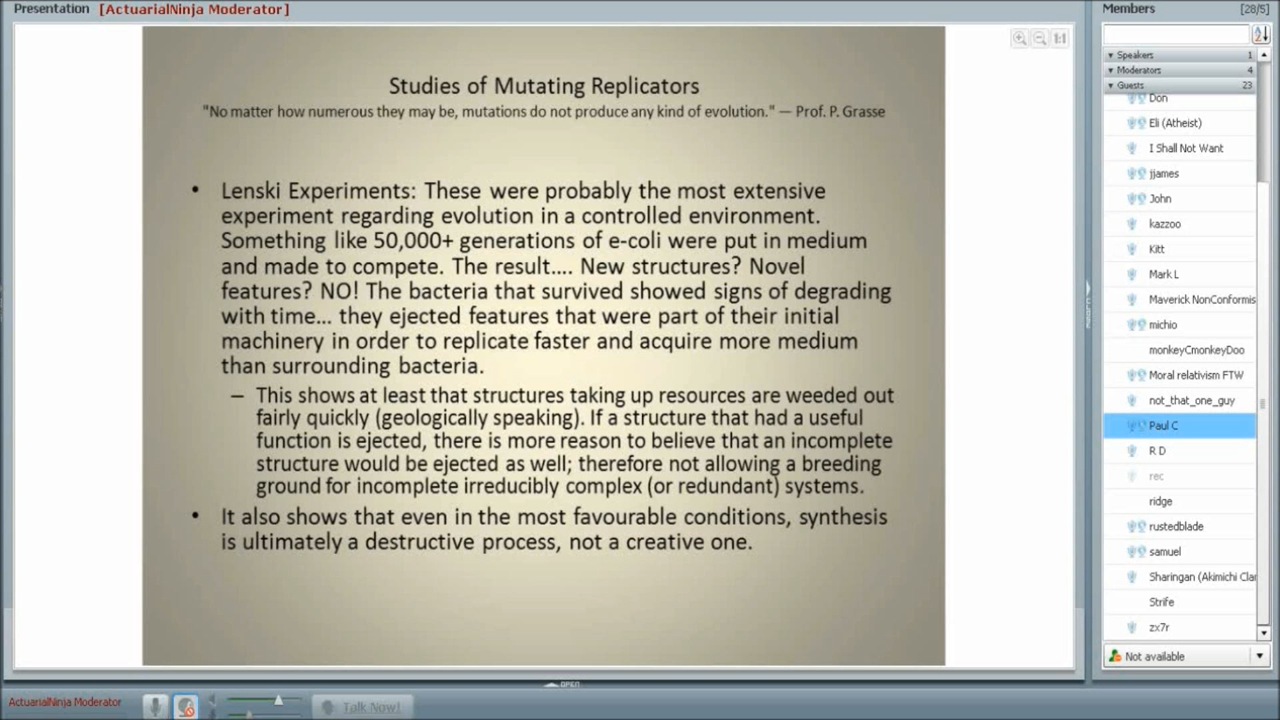 Presentation [ActuarialNinja Moderator]
Studies of Mutating Replicators
"No matter how numerous they may be, mutations do not produce any kind of evolution." — Prof. P. Grasse
• Lenski Experiments: These were probably the most extensive
experiment regarding evolution in a controlled environment.
Something like 50,000+ generations of e-coli were put in medium
and made to compete. The result.... New structures? Novel
features? NO! The bacteria that survived showed signs of degrading
with time... they ejected features that were part of their initial
machinery in order to replicate faster and acquire more medium
than surrounding bacteria.
– This shows at least that structures taking up resources are weeded out
fairly quickly (geologically speaking). If a structure that had a useful
function is ejected, there is more reason to believe that an incomplete
structure would be ejected as well; therefore not allowing a breeding
ground for incomplete irreducibly complex (or redundant) systems.
• It also shows that even in the most favourable conditions, synthesis
is ultimately a destructive process, not a creative one.
Members [28/5]
Speakers 1
Moderators 4
Guests 23
Don
Eli (Atheist)
I Shall Not Want
jjames
John
kazzoo
Kitt
Mark L
Maverick NonConformis
michio
monkeyCmonkeyDoo
Moral relativism FTW
not_that_one_guy
Paul C
R D
rec
ridge
rustedblade
samuel
Sharingan (Akimichi Cla
Strife
zx7r
Not available
OPEN
ActuarialNinja Moderator
Talk Now!